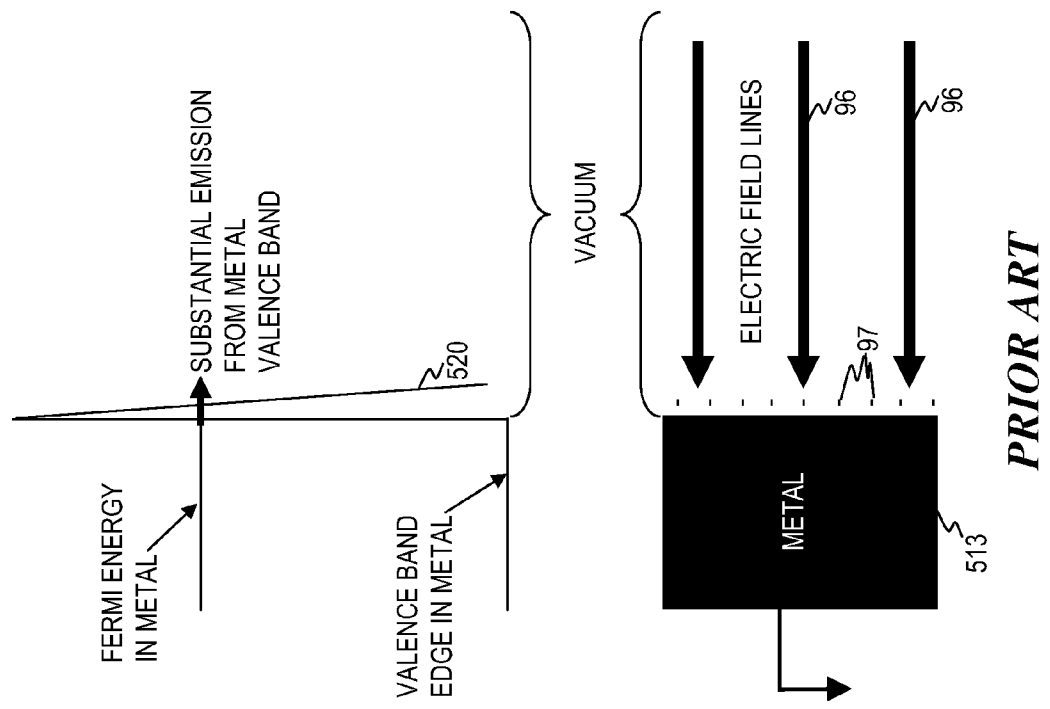 FERMI ENERGY
IN METAL
SUBSTANTIAL EMISSION
FROM METAL
VALENCE BAND
520
VALENCE BAND
EDGE IN METAL
VACUUM
METAL
513
97
ELECTRIC FIELD LINES
96
96
PRIOR ART